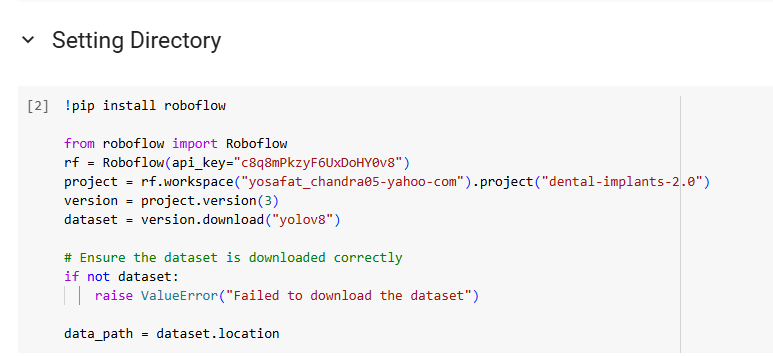 Setting Directory
[2] !pip install roboflow
from roboflow import Roboflow
rf = Roboflow(api_key="c8q8mPkzyF6UxDoHY0v8")
project = rf.workspace("yosafat_chandra05-yahoo-com").project("dental-implants-2.0")
version = project.version(3)
dataset = version.download("yolov8")
# Ensure the dataset is downloaded correctly
if not dataset:
    raise ValueError("Failed to download the dataset")
data_path = dataset.location